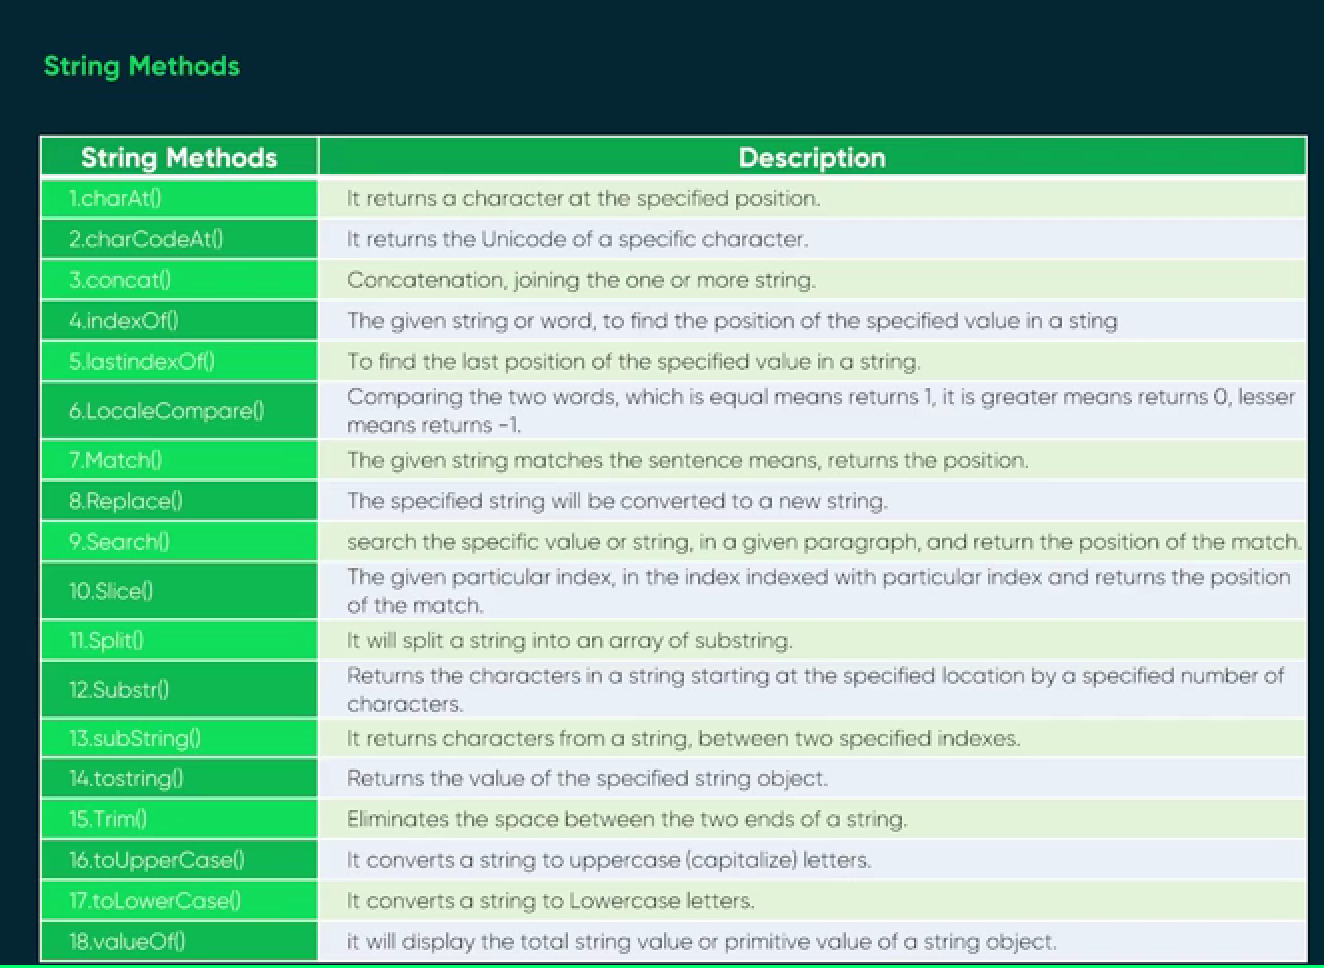 String Methods
String Methods Description
1.charAt() It returns a character at the specified position.
2.charCodeAt() It returns the Unicode of a specific character.
3.concat() Concatenation, joining the one or more string.
4.indexOf() The given string or word, to find the position of the specified value in a sting
5.lastindexOf() To find the last position of the specified value in a string.
6.LocaleCompare() Comparing the two words, which is equal means returns 1, it is greater means returns 0, lesser
means returns -1.
7.Match() The given string matches the sentence means, returns the position.
8.Replace() The specified string will be converted to a new string.
9.Search() search the specific value or string, in a given paragraph, and return the position of the match.
10.Slice() The given particular index, in the index indexed with particular index and returns the position
of the match.
11.Split() It will split a string into an array of substring.
12.Substr() Returns the characters in a string starting at the specified location by a specified number of
characters.
13.subString() It returns characters from a string, between two specified indexes.
14.tostring() Returns the value of the specified string object.
15.Trim() Eliminates the space between the two ends of a string.
16.toUpperCase() It converts a string to uppercase (capitalize) letters.
17.toLowerCase() It converts a string to Lowercase letters.
18.valueOf() it will display the total string value or primitive value of a string object.